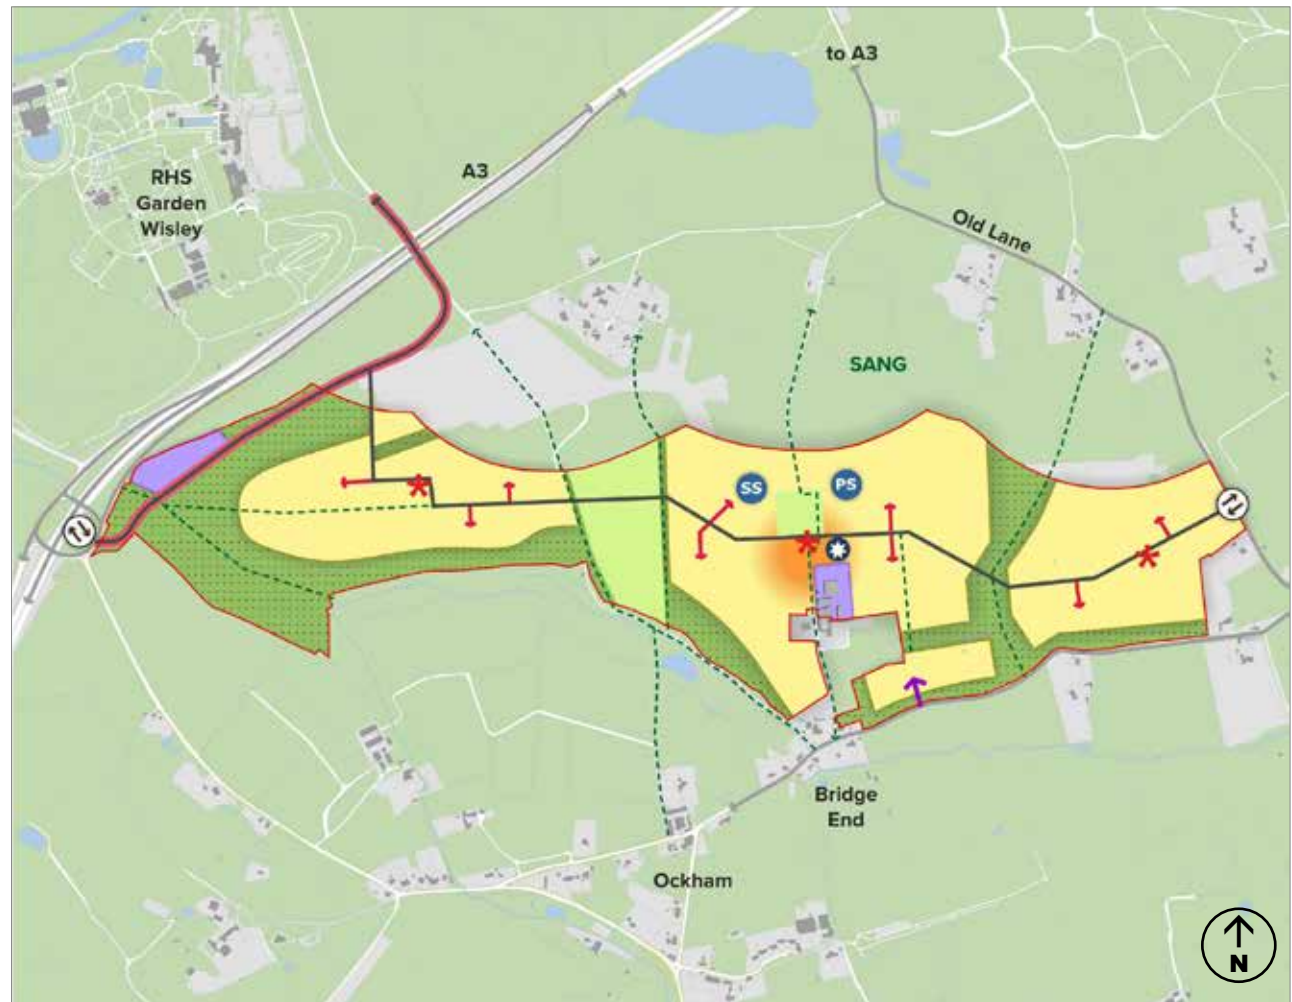 to A3
A3
RHS
Garden
Wisley
Old Lane
SANG
SS
PS
Bridge
End
Ockham
N